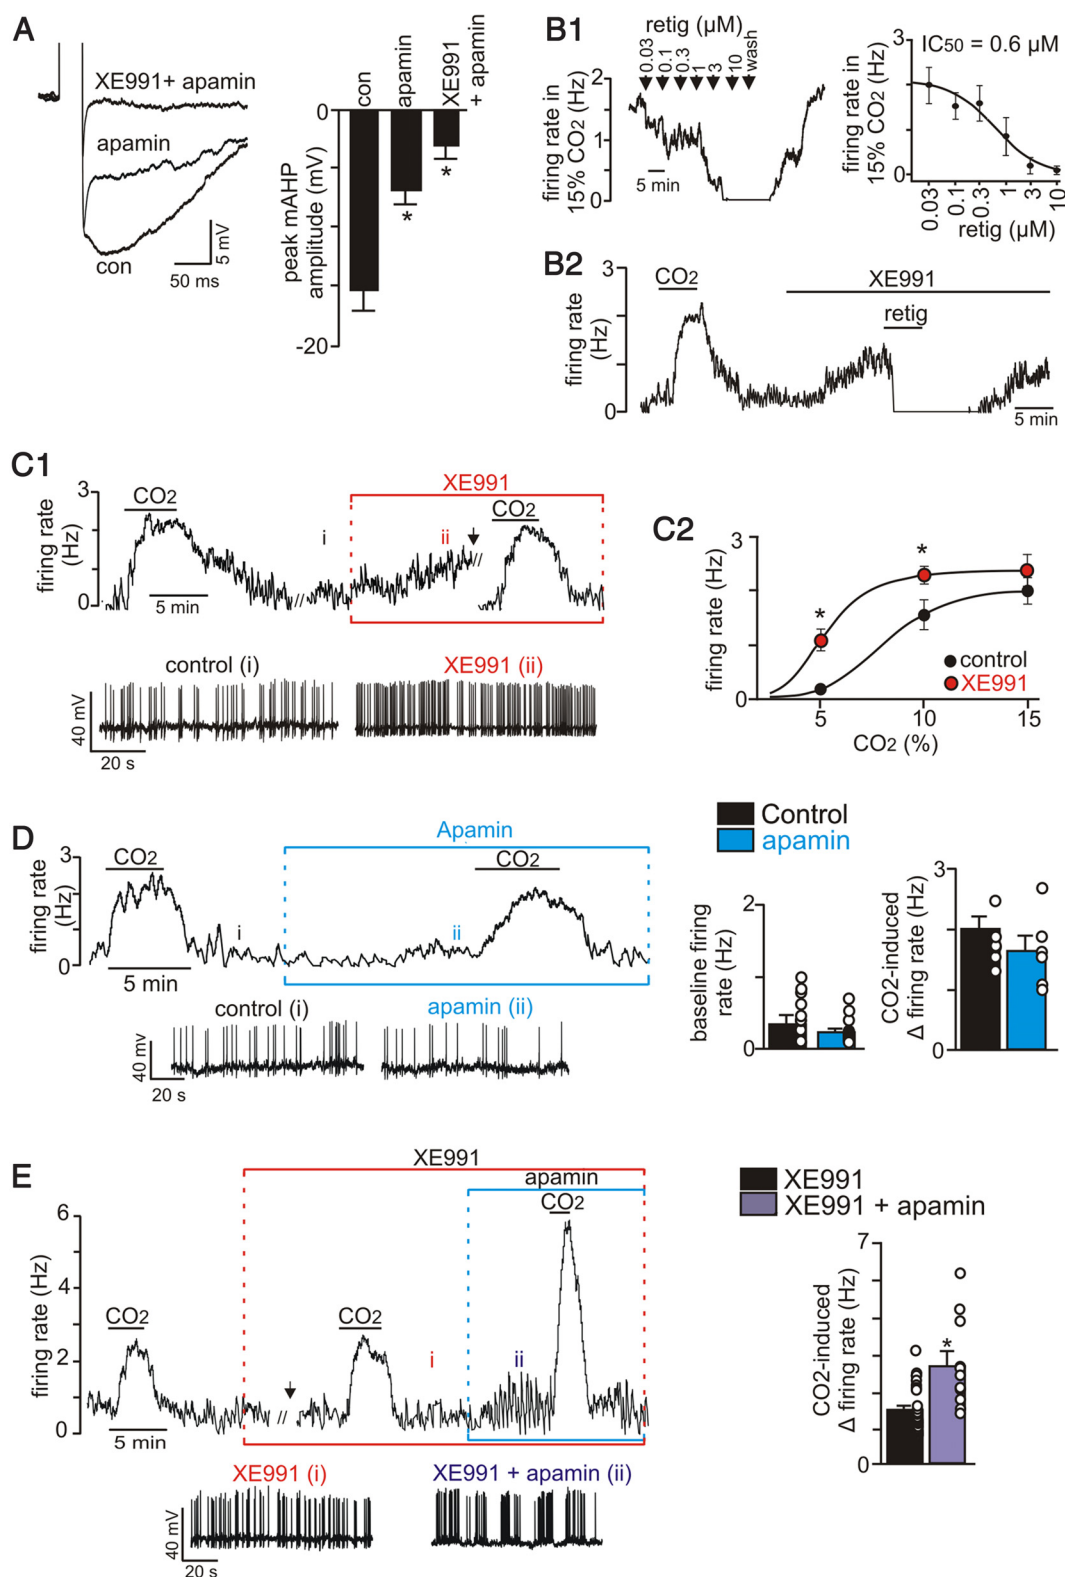 A
XE991+ apamin
apamin
con
5 mV
50 ms
con
apamin
XE991
+ apamin
0
-20
peak mAHP
amplitude (mV)
*
*
B1
retig (µM)
0.03
0.1
0.3
1
3
10
wash
firing rate in
15% CO2 (Hz)
2
1
0
5 min
IC50 = 0.6 µM
firing rate in
15% CO2 (Hz)
3
0
0.03
0.1
0.3
1
3
10
retig (µM)
B2
firing rate
(Hz)
3
0
CO2
XE991
retig
5 min
C1
firing rate
(Hz)
3
0
CO2
5 min
i
XE991
ii
//
//
CO2
control (i)
XE991 (ii)
40 mV
20 s
C2
firing rate (Hz)
3
0
*
*
control
XE991
5
10
15
CO2 (%)
D
firing rate
(Hz)
3
0
CO2
5 min
i
Apamin
ii
CO2
control (i)
apamin (ii)
40 mV
20 s
Control
apamin
baseline firing
rate (Hz)
2
0
CO2-induced
Δ firing rate (Hz)
3
0
E
firing rate (Hz)
6
4
2
0
CO2
5 min
XE991
//
CO2
i
apamin
CO2
ii
XE991 (i)
XE991 + apamin (ii)
40 mV
20 s
XE991
XE991 + apamin
CO2-induced
Δ firing rate (Hz)
7
0
*